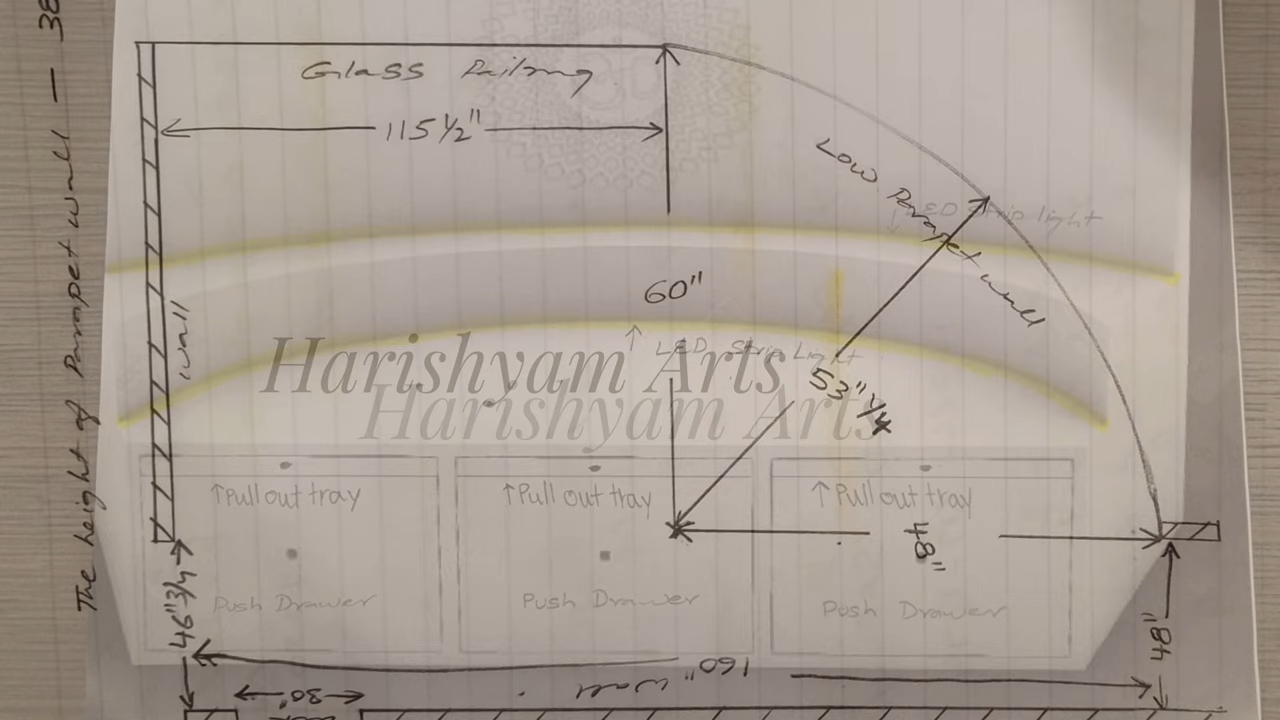 The height of Parapet wall — 38
Glass Railing
115 1/2"
Low Parapet wall
LED Strip light
60"
wall
LED Strip Light
Harishyam Arts
Harishyam Arts
53" 1/4
↑Pull out tray
↑Pull out tray
↑Pull out tray
48"
46"3/4
Push Drawer
Push Drawer
Push Drawer
48"
160" wall
30"